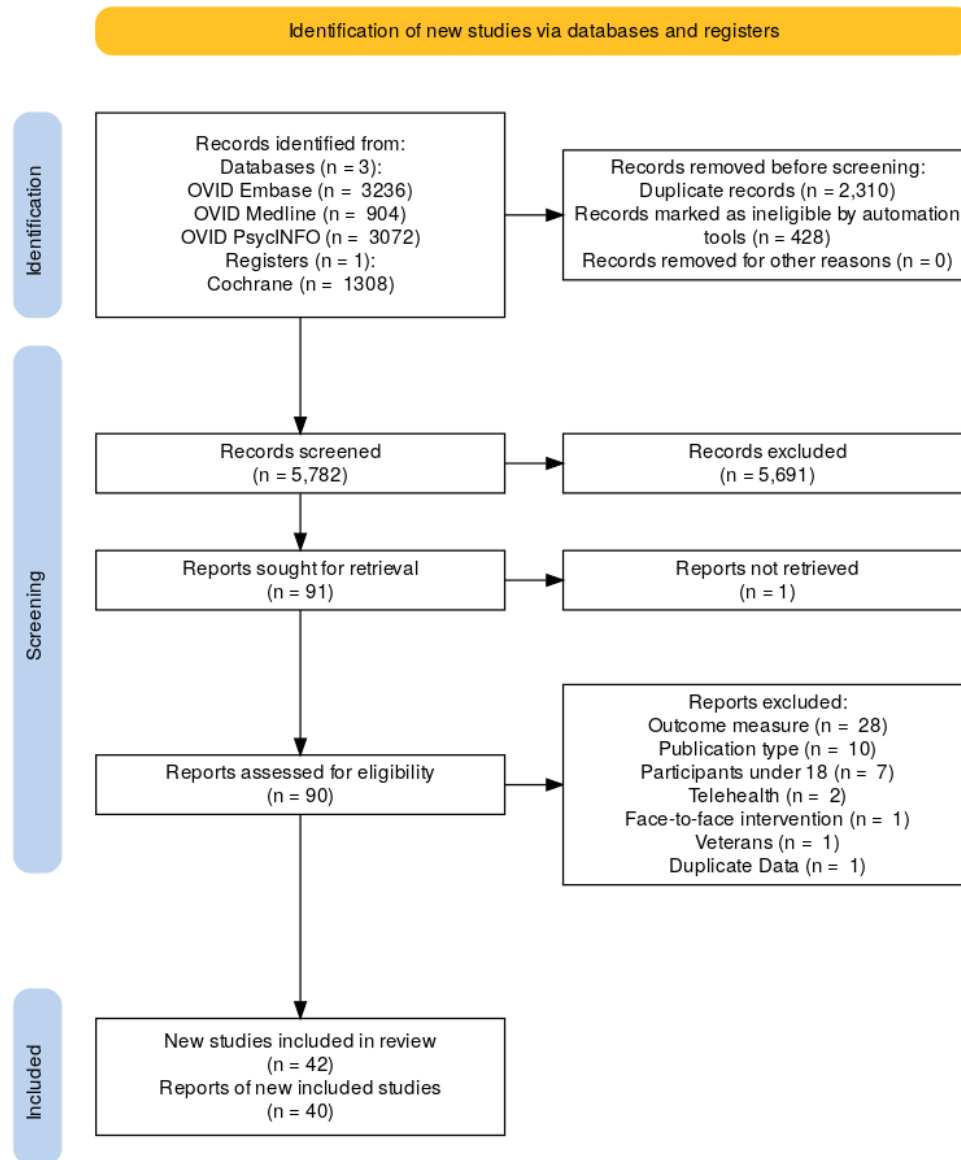 Identification of new studies via databases and registers
Identification
Records identified from:
Databases (n = 3):
OVID Embase (n = 3236)
OVID Medline (n = 904)
OVID PsycINFO (n = 3072)
Registers (n = 1):
Cochrane (n = 1308)
Records removed before screening:
Duplicate records (n = 2,310)
Records marked as ineligible by automation
tools (n = 428)
Records removed for other reasons (n = 0)
Screening
Records screened
(n = 5,782)
Records excluded
(n = 5,691)
Reports sought for retrieval
(n = 91)
Reports not retrieved
(n = 1)
Reports assessed for eligibility
(n = 90)
Reports excluded:
Outcome measure (n = 28)
Publication type (n = 10)
Participants under 18 (n = 7)
Telehealth (n = 2)
Face-to-face intervention (n = 1)
Veterans (n = 1)
Duplicate Data (n = 1)
Included
New studies included in review
(n = 42)
Reports of new included studies
(n = 40)